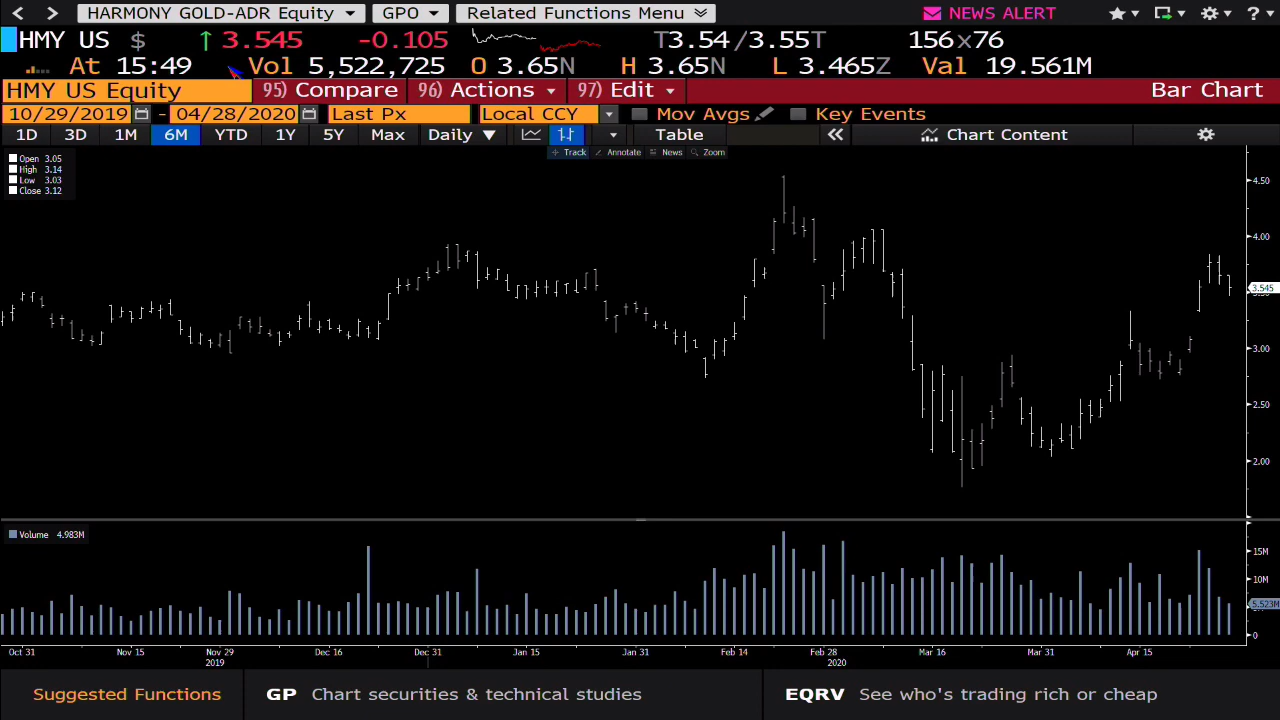 HARMONY GOLD-ADR Equity GPO Related Functions Menu NEWS ALERT ?
HMY US $ ↑ 3.545 -0.105 T3.54 /3.55T 156x76
At 15:49 Vol 5,522,725 O 3.65N H 3.65N L 3.465Z Val 19.561M
HMY US Equity 95) Compare 96) Actions 97) Edit Bar Chart
10/29/2019 - 04/28/2020 Last Px Local CCY Mov Avgs Key Events
1D 3D 1M 6M YTD 1Y 5Y Max Daily ▼ Table Chart Content
Track Annotate News Zoom
Open 3.05
High 3.14
Low 3.03
Close 3.12
4.50
4.00
3.545
3.00
2.50
2.00
Volume 4.983M
15M
10M
5.523M
0
Oct 31 Nov 15 Nov 29 Dec 16 Dec 31 Jan 15 Jan 31 Feb 14 Feb 28 Mar 16 Mar 31 Apr 15
2019 2020
Suggested Functions GP Chart securities & technical studies EQRV See who's trading rich or cheap